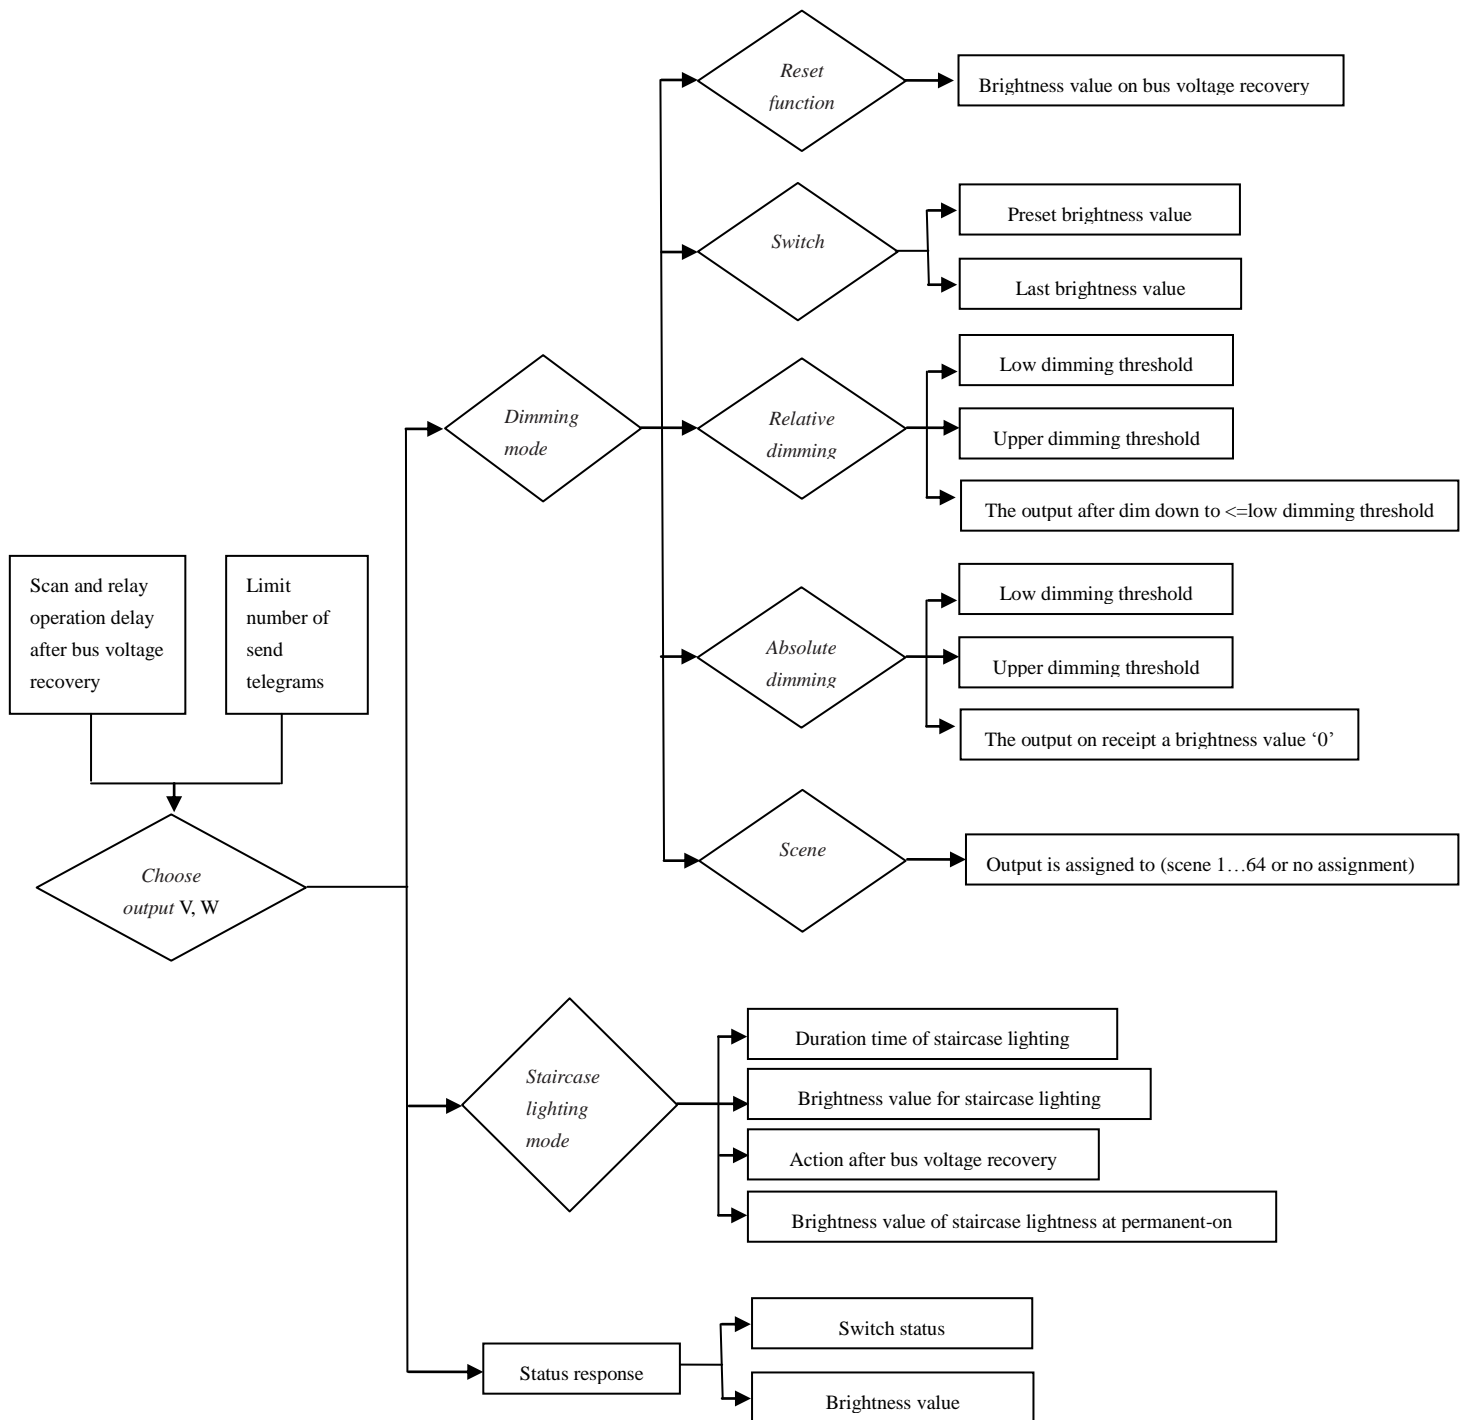 Reset
function
Brightness value on bus voltage recovery
Switch
Preset brightness value
Last brightness value
Dimming
mode
Relative
dimming
Low dimming threshold
Upper dimming threshold
The output after dim down to <=low dimming threshold
Scan and relay
operation delay
after bus voltage
recovery
Limit
number of
send
telegrams
Absolute
dimming
Low dimming threshold
Upper dimming threshold
The output on receipt a brightness value ‘0’
Choose
output V, W
Scene
Output is assigned to (scene 1…64 or no assignment)
Staircase
lighting
mode
Duration time of staircase lighting
Brightness value for staircase lighting
Action after bus voltage recovery
Brightness value of staircase lightness at permanent-on
Status response
Switch status
Brightness value